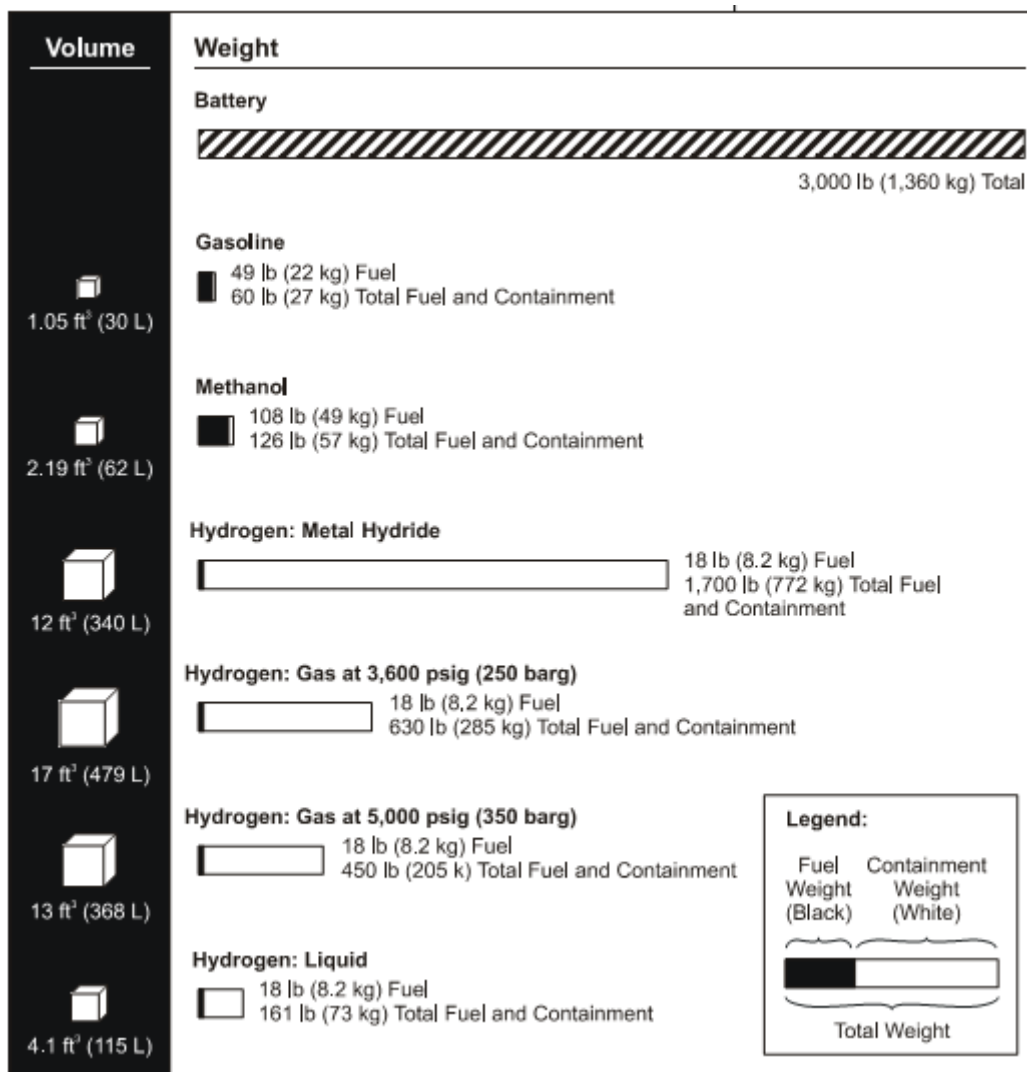 Volume
Weight
Battery
3,000 lb (1,360 kg) Total
Gasoline
49 lb (22 kg) Fuel
60 lb (27 kg) Total Fuel and Containment
1.05 ft³ (30 L)
Methanol
108 lb (49 kg) Fuel
126 lb (57 kg) Total Fuel and Containment
2.19 ft³ (62 L)
Hydrogen: Metal Hydride
18 lb (8.2 kg) Fuel
1,700 lb (772 kg) Total Fuel
and Containment
12 ft³ (340 L)
Hydrogen: Gas at 3,600 psig (250 barg)
18 lb (8.2 kg) Fuel
630 lb (285 kg) Total Fuel and Containment
17 ft³ (479 L)
Hydrogen: Gas at 5,000 psig (350 barg)
18 lb (8.2 kg) Fuel
450 lb (205 k) Total Fuel and Containment
13 ft³ (368 L)
Hydrogen: Liquid
18 lb (8.2 kg) Fuel
161 lb (73 kg) Total Fuel and Containment
4.1 ft³ (115 L)
Legend:
Fuel
Weight
(Black)
Containment
Weight
(White)
Total Weight